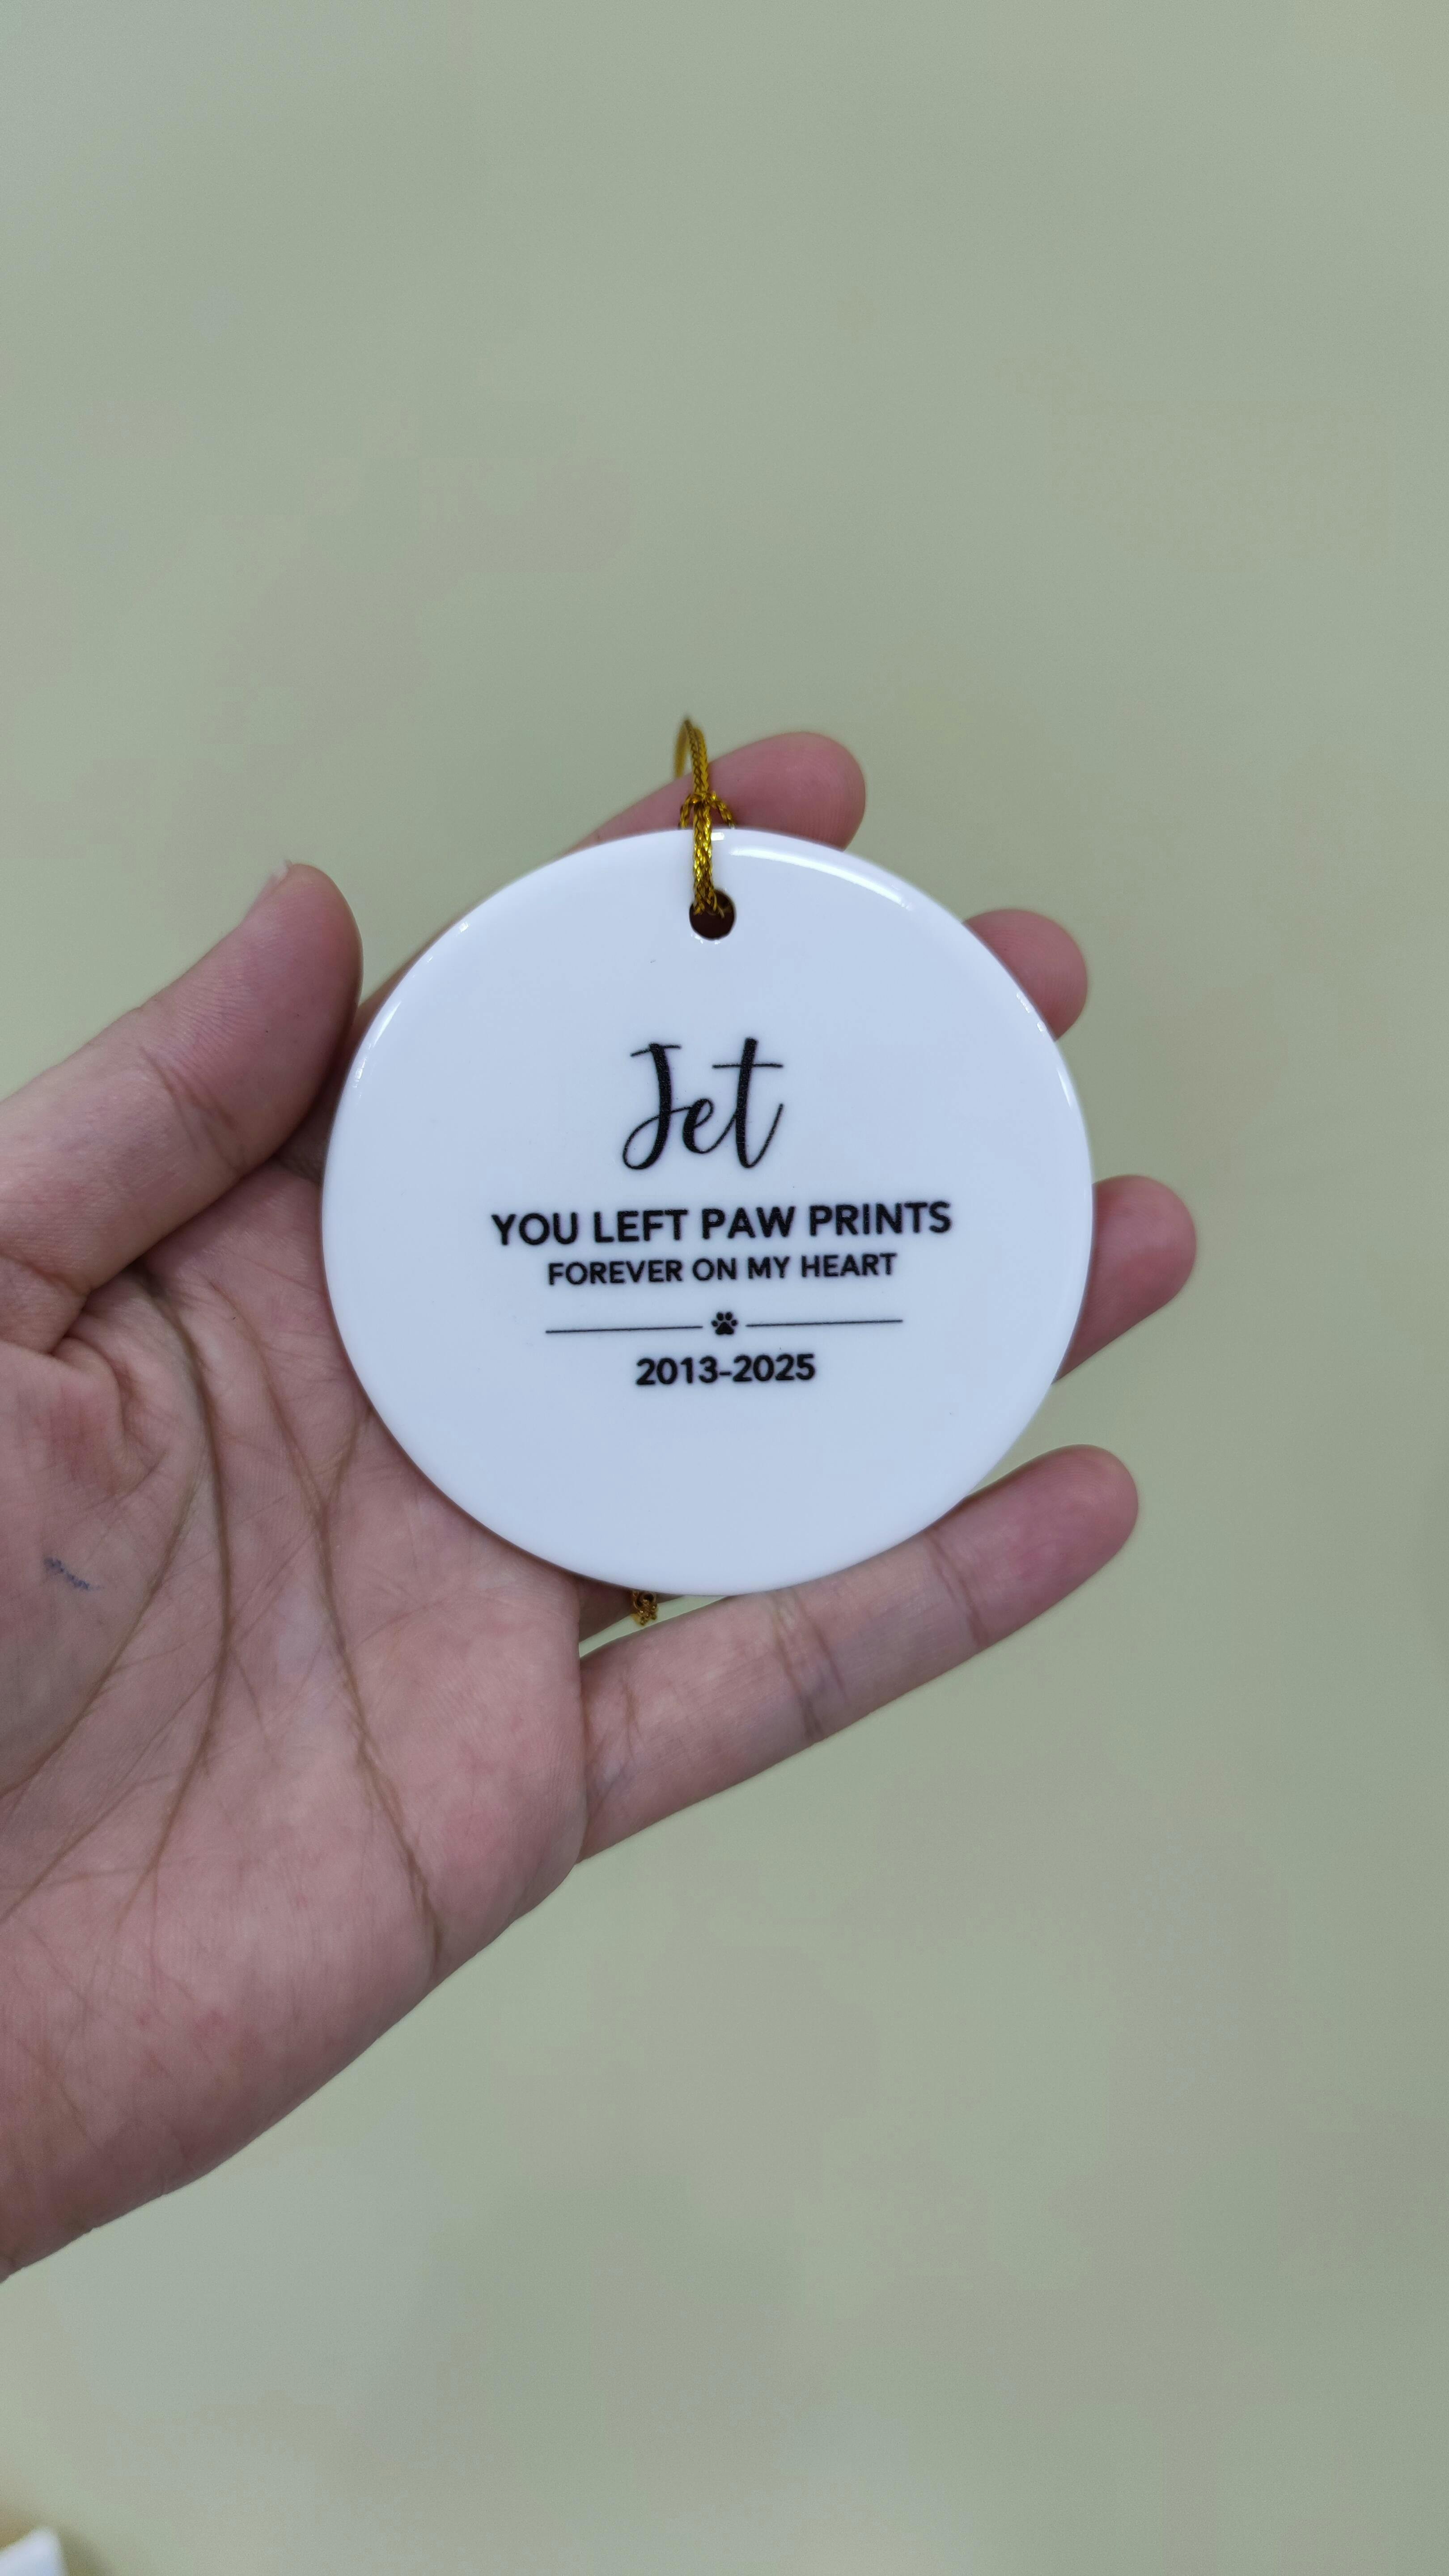 Jet
YOU LEFT PAW PRINTS
FOREVER ON MY HEART
2013-2025